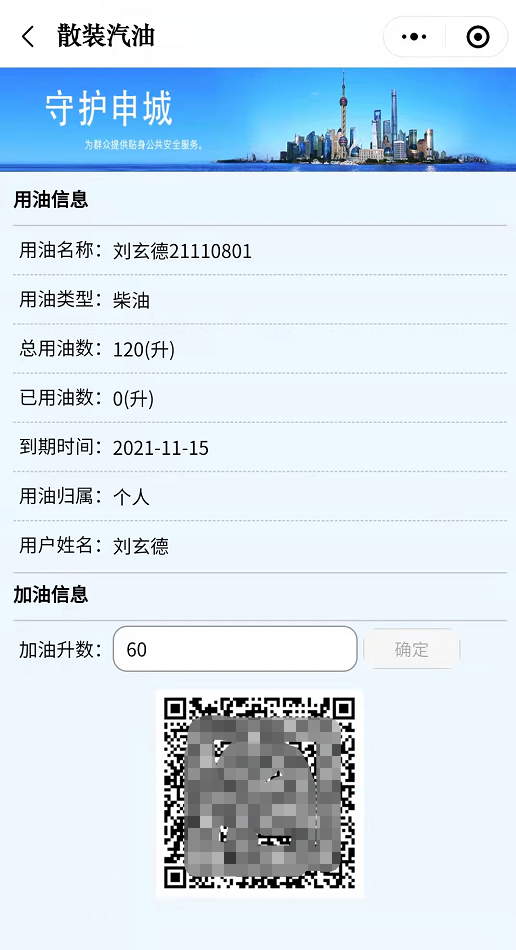 散装汽油
守护申城
为群众提供贴身公共安全服务。
用油信息
用油名称：刘玄德21110801
用油类型：柴油
总用油数：120(升)
已用油数：0(升)
到期时间：2021-11-15
用油归属：个人
用户姓名：刘玄德
加油信息
加油升数：60 确定